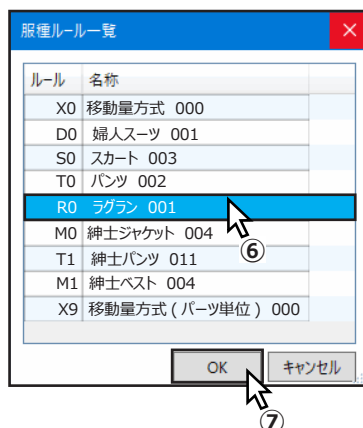 服種ルール一覧
ルール 名称
X0 移動量方式 000
D0 婦人スーツ 001
S0 スカート 003
T0 パンツ 002
R0 ラグラン 001
M0 紳士ジャケット 004
⑥
T1 紳士パンツ 011
M1 紳士ベスト 004
X9 移動量方式 ( パーツ単位 ) 000
OK キャンセル
⑦